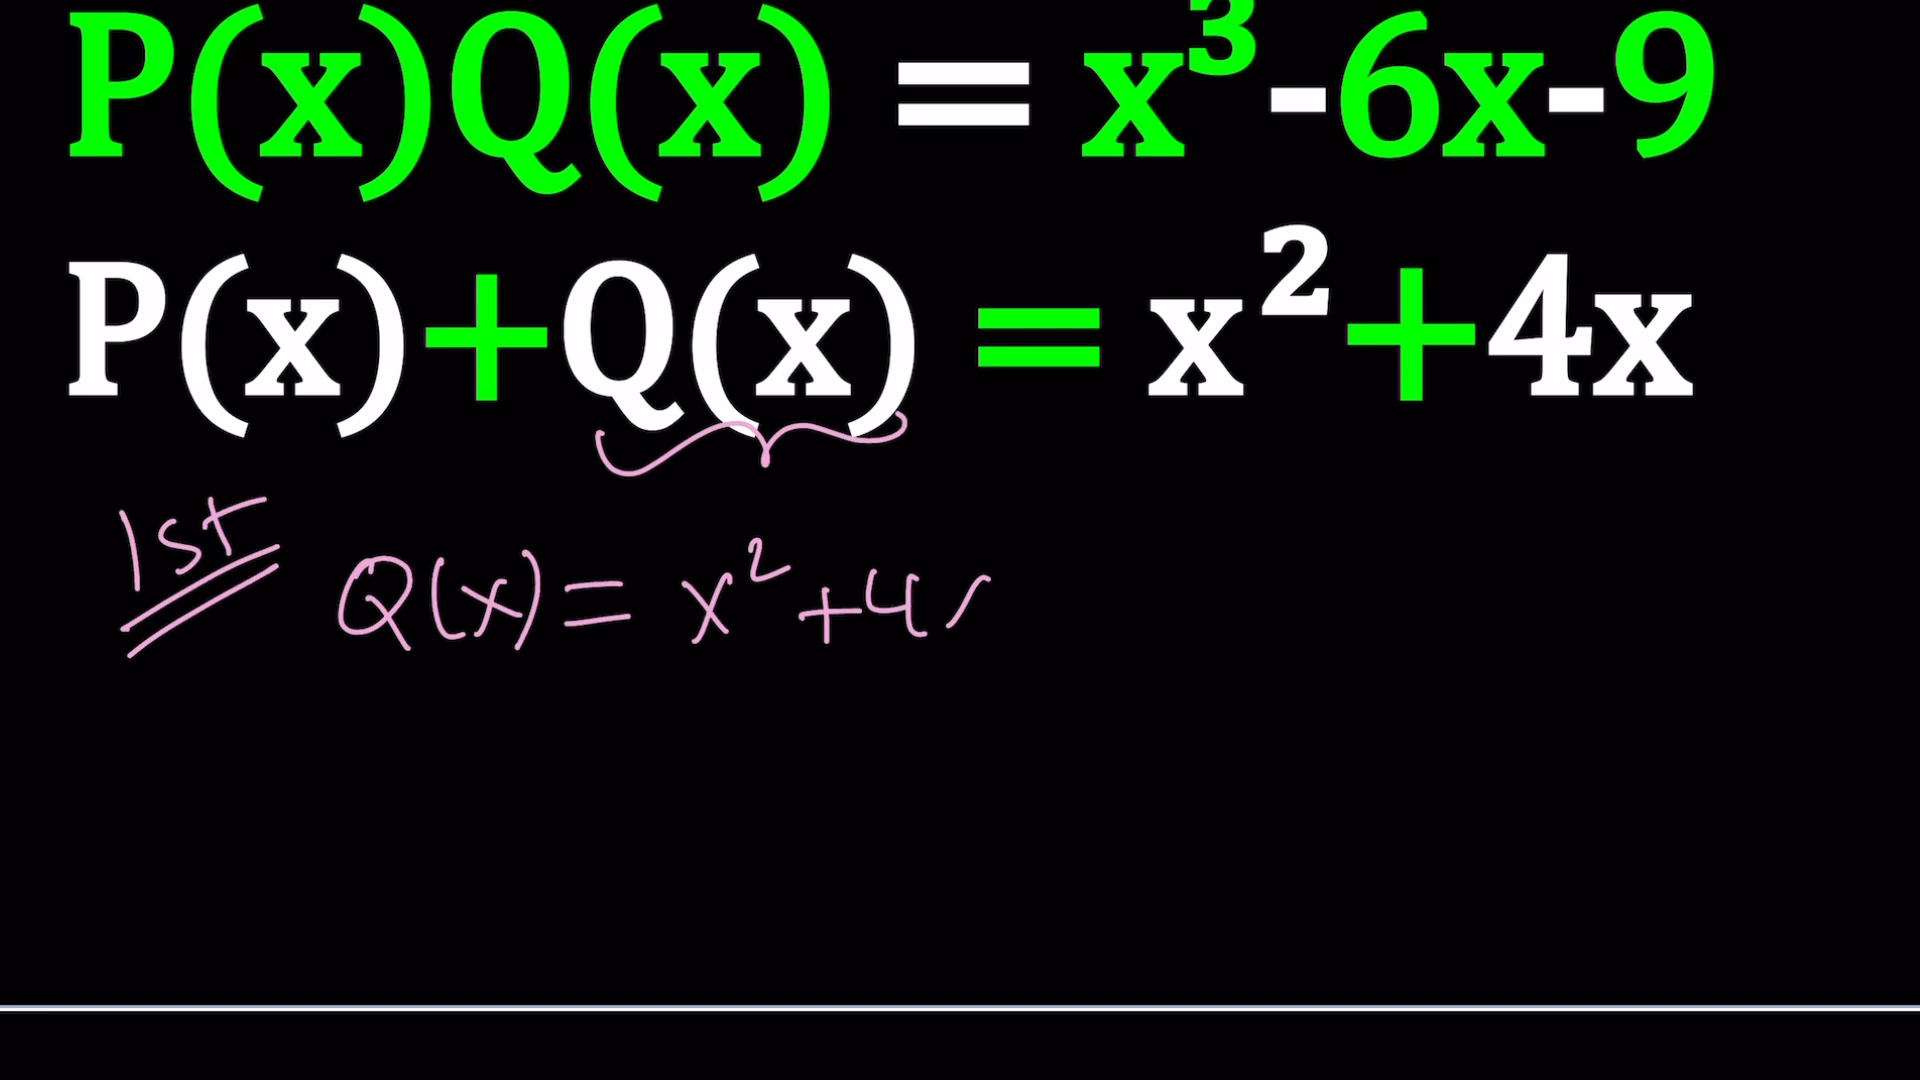 P(x)Q(x) = x³-6x-9
P(x)+Q(x) = x²+4x
1st Q(x) = x²+4